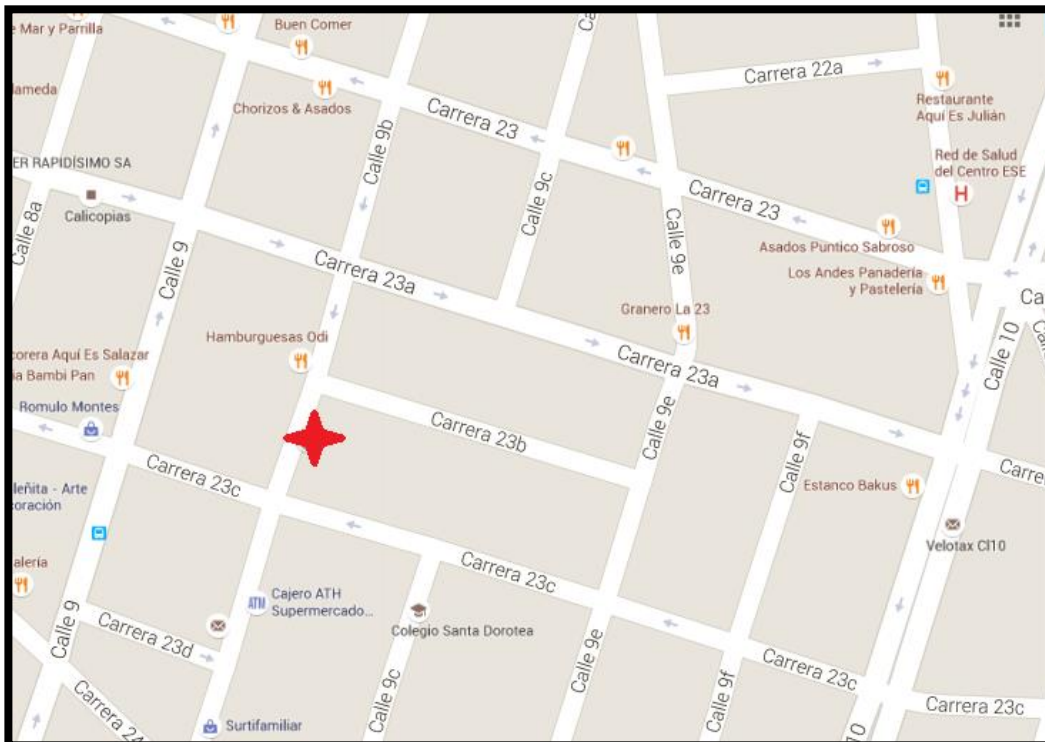 Mar y Parrilla
Buen Comer
Carrera 22a
Restaurante
Aquí Es Julián
Chorizos & Asados
Carrera 23
Calle 9b
ER RAPIDÍSIMO SA
Red de Salud
del Centro ESE
H
Calicopias
Calle 8a
Calle 9
Calle 9c
Calle 9e
Carrera 23
Asados Puntico Sabroso
Los Andes Panadería
y Pastelería
Carrera 23a
Granero La 23
Hamburguesas Odi
Carrera 23a
Calle 10
corera Aquí Es Salazar
ia Bambi Pan
Romulo Montes
Carrera 23b
Calle 9e
Calle 9f
Carrera 23c
Estanco Bakus
leñita - Arte
coración
Velotax Cl10
alería
Carrera 23c
ATM
Cajero ATH
Supermercado...
Colegio Santa Dorotea
Calle 9
Carrera 23d
Calle 9c
Calle 9e
Calle 9f
Carrera 23c
Carrera 23c
Surtifamiliar
10